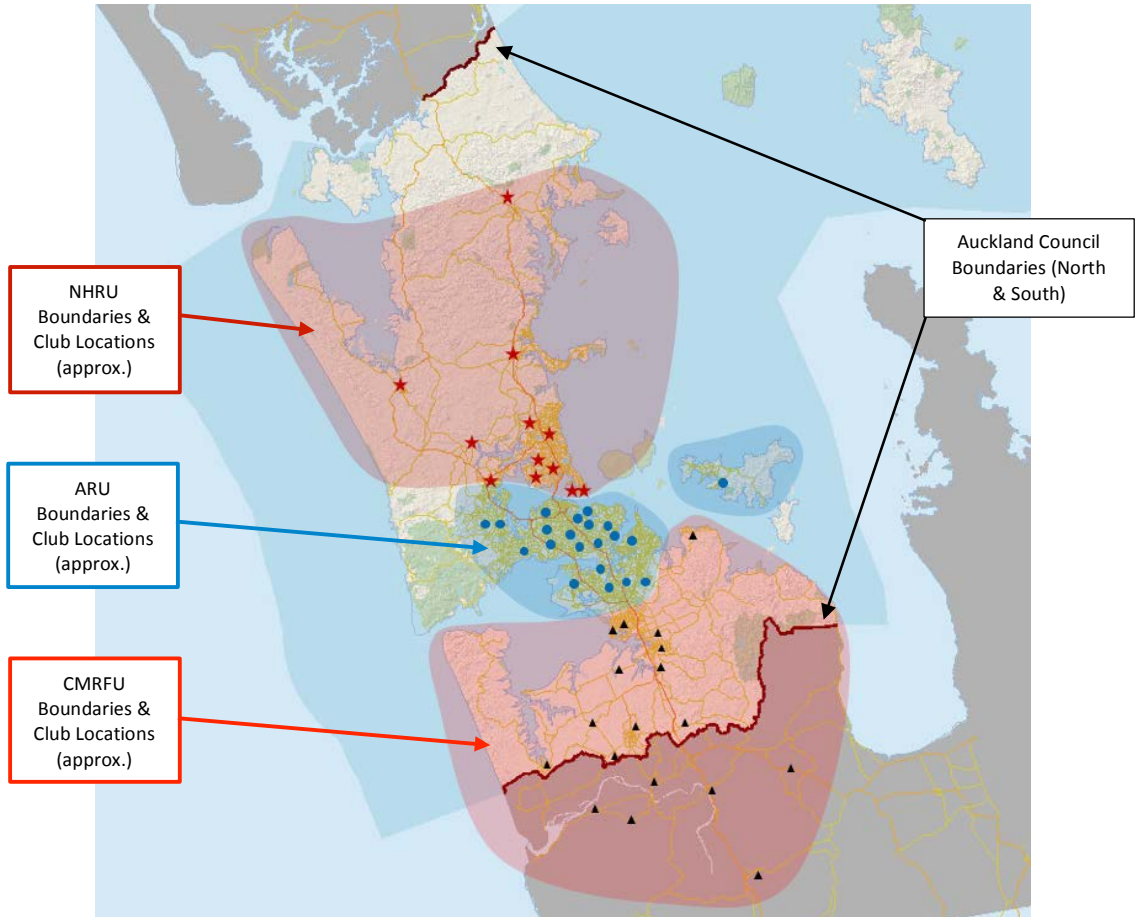 Auckland Council
Boundaries (North
& South)
NHRU
Boundaries &
Club Locations
(approx.)
ARU
Boundaries &
Club Locations
(approx.)
CMRFU
Boundaries &
Club Locations
(approx.)